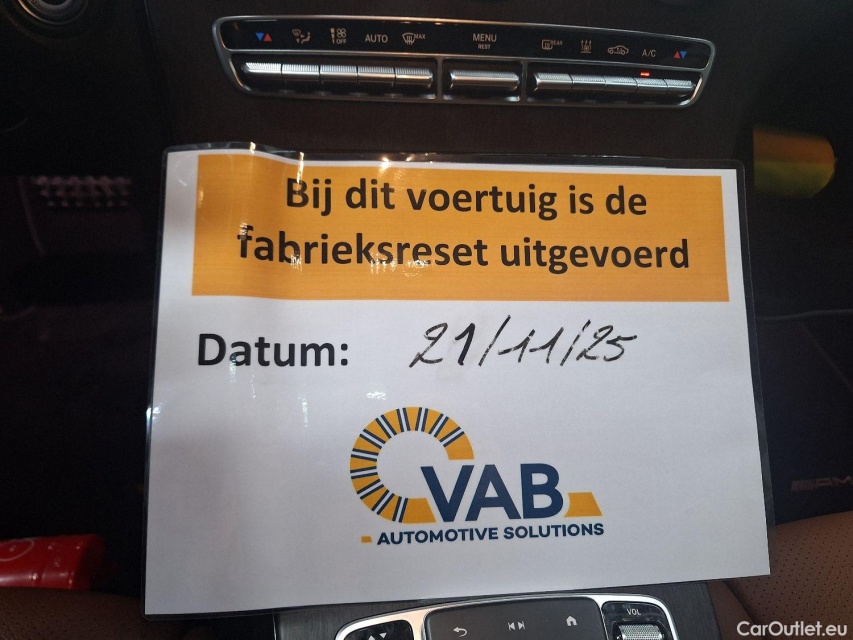 AUTO
MAX
MENU
REST
REAR
A/C
OFF
Bij dit voertuig is de
fabrieksreset uitgevoerd
Datum: 21/11/25
VAB
AUTOMOTIVE SOLUTIONS
AMG
VOL
CarOutlet.eu